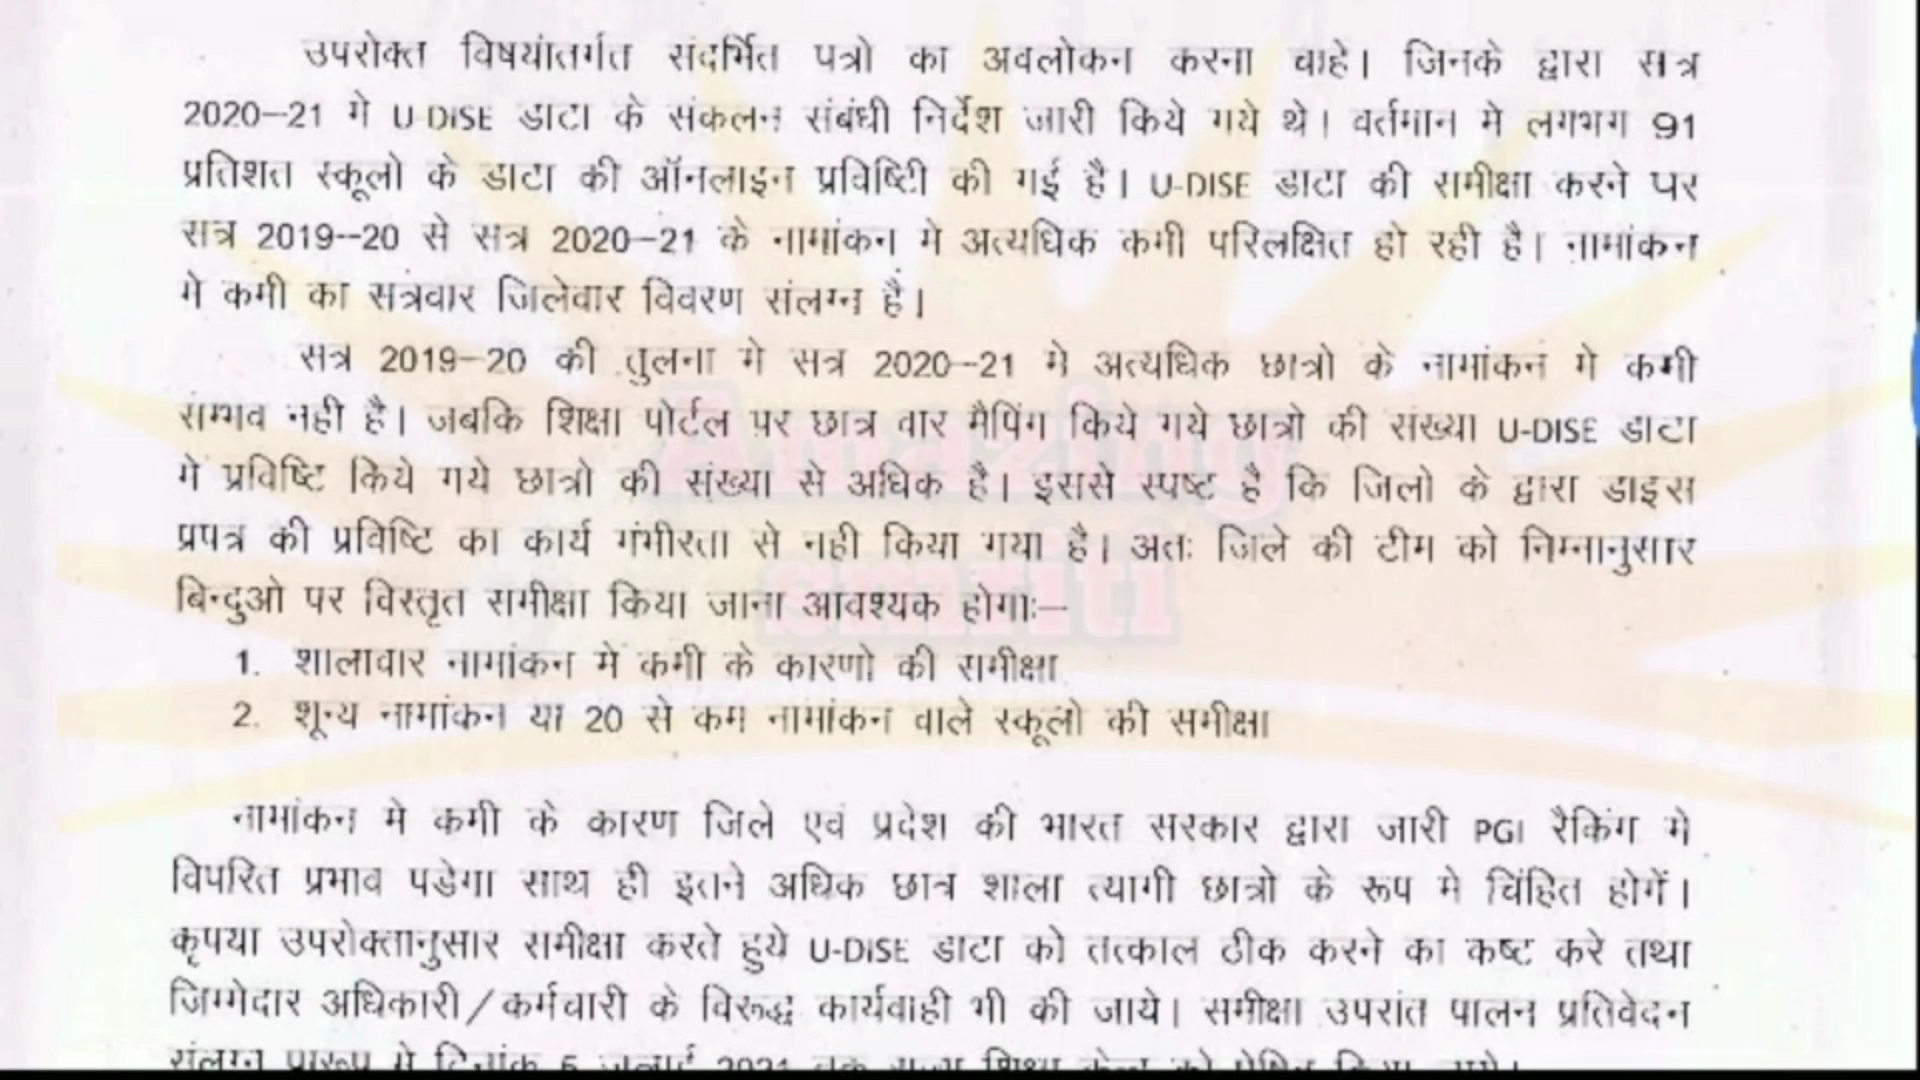 उपरोक्त विषयांतर्गत संदर्भित पत्रो का अवलोकन करना चाहे। जिनके द्वारा सत्र
2020–21 मे U-DiSE डाटा के संकलन संबंधी निर्देश जारी किये गये थे। वर्तमान मे लगभग 91
प्रतिशत स्कूलो के डाटा की ऑनलाइन प्रविष्टिी की गई है। U-DISE डाटा की समीक्षा करने पर
सत्र 2019--20 से सत्र 2020–21 के नामांकन मे अत्यधिक कमी परिलक्षित हो रही है। नामांकन
मे कमी का सत्रवार जिलेवार विवरण संलग्न है।
सत्र 2019–20 की तुलना मे सत्र 2020--21 मे अत्यधिक छात्रो के नामांकन मे कमी
सम्भव नही है। जबकि शिक्षा पोर्टल पर छात्र वार मैपिंग किये गये छात्रो की संख्या U-DISE डाटा
मे प्रविष्टि किये गये छात्रो की संख्या से अधिक है। इससे स्पष्ट है कि जिलो के द्वारा डाइस
प्रपत्र की प्रविष्टि का कार्य गंभीरता से नही किया गया है। अतः जिले की टीम को निम्नानुसार
बिन्दुओ पर विस्तृत समीक्षा किया जाना आवश्यक होगाः–
1. शालावार नामांकन मे कमी के कारणो की समीक्षा
2. शून्य नामांकन या 20 से कम नामांकन वाले स्कूलो की समीक्षा
नामांकन मे कमी के कारण जिले एवं प्रदेश की भारत सरकार द्वारा जारी PGI रैकिंग मे
विपरित प्रभाव पडेगा साथ ही इतने अधिक छात्र शाला त्यागी छात्रो के रूप मे चिंहित होगें।
कृपया उपरोक्तानुसार समीक्षा करते हुये U-DiSE डाटा को तत्काल ठीक करने का कष्ट करे तथा
जिम्मेदार अधिकारी/कर्मचारी के विरूद्ध कार्यवाही भी की जाये। समीक्षा उपरांत पालन प्रतिवेदन
संलग्न प्रारूप मे दिनांक 5 जुलाई 2021 तक राज्य शिक्षा केन्द्र को प्रेषित किया जाये।
Amazing
smriti